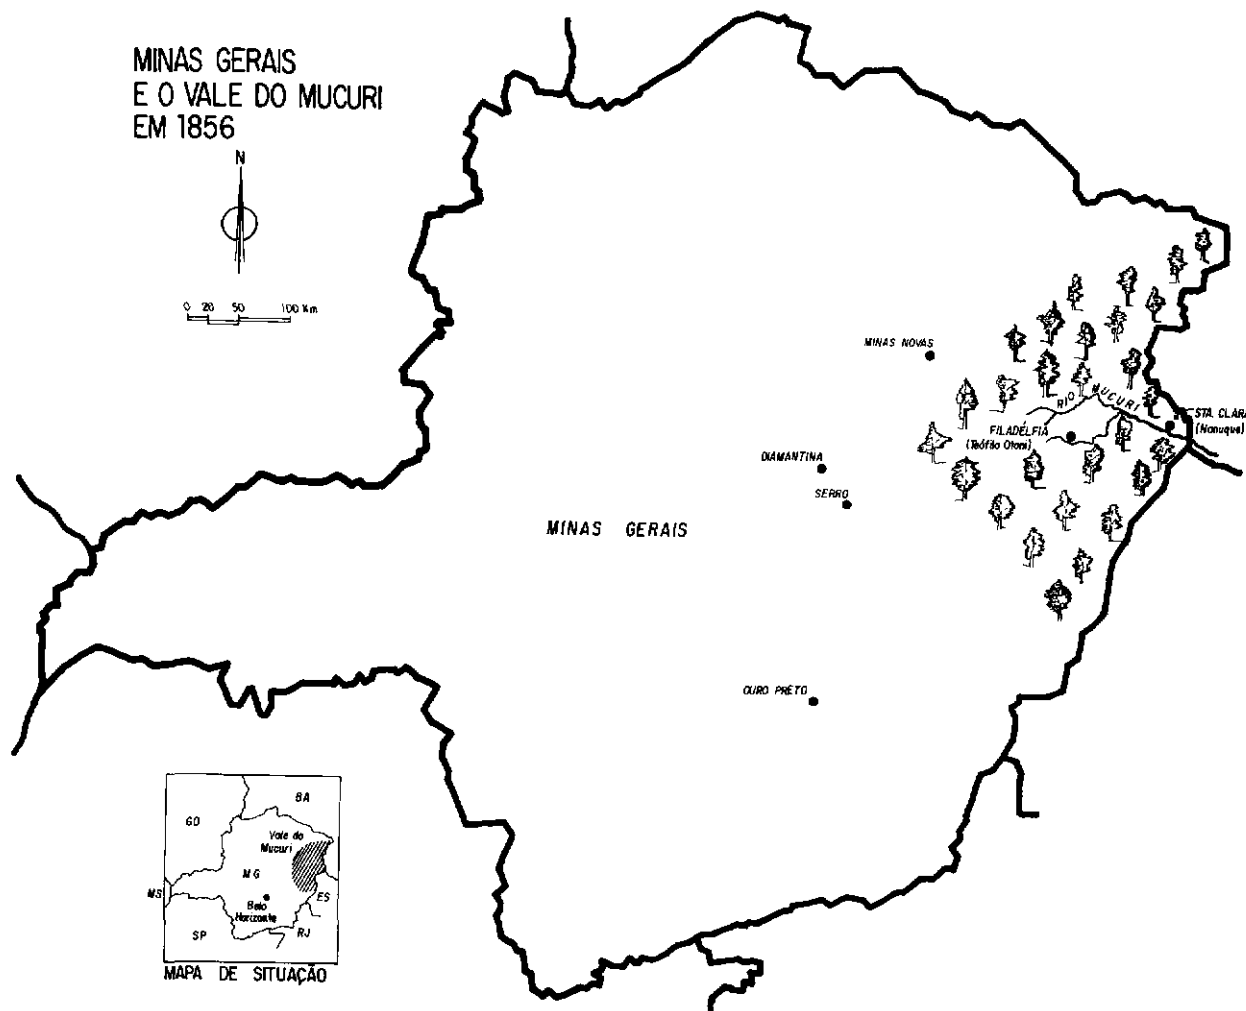 MINAS GERAIS
E O VALE DO MUCURI
EM 1856
N
0 20 50 100 Km
MINAS NOVAS
RIO MUCURI
STA. CLARA
(Nanuque)
FILADÉLFIA
(Teófilo Otoni)
DIAMANTINA
SERRO
MINAS GERAIS
OURO PRÊTO
BA
GO
Vale do
Mucuri
MG
MS
ES
Belo
Horizonte
SP
RJ
MAPA DE SITUAÇÃO